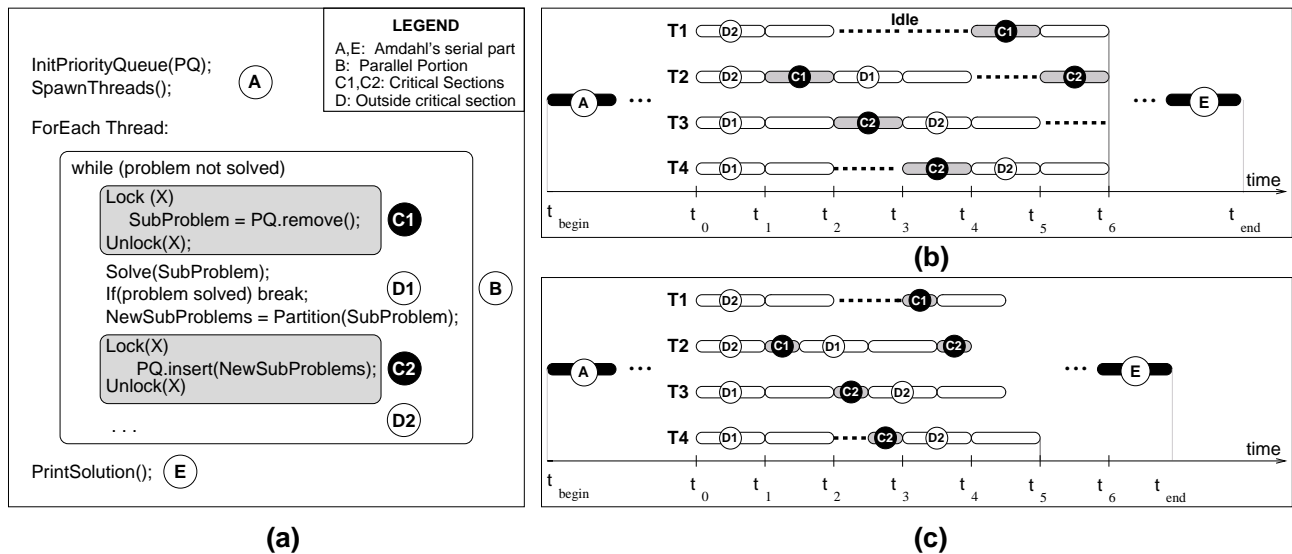 LEGEND
A,E: Amdahl's serial part
B: Parallel Portion
C1,C2: Critical Sections
D: Outside critical section
InitPriorityQueue(PQ);
SpawnThreads();
A
ForEach Thread:
while (problem not solved)
Lock (X)
SubProblem = PQ.remove();
Unlock(X);
C1
Solve(SubProblem);
If(problem solved) break;
NewSubProblems = Partition(SubProblem);
D1
B
Lock(X)
PQ.insert(NewSubProblems);
Unlock(X)
C2
. . .
D2
PrintSolution();
E
(a)
Idle
T1 D2 C1
T2 D2 C1 D1 C2
A ... ... E
T3 D1 C2 D2
T4 D1 C2 D2
time
t begin t 0 t 1 t 2 t 3 t 4 t 5 t 6 t end
(b)
T1 D2 C1
T2 D2 C1 D1 C2
A ... ... E
T3 D1 C2 D2
T4 D1 C2 D2
time
t begin t 0 t 1 t 2 t 3 t 4 t 5 t 6 t end
(c)